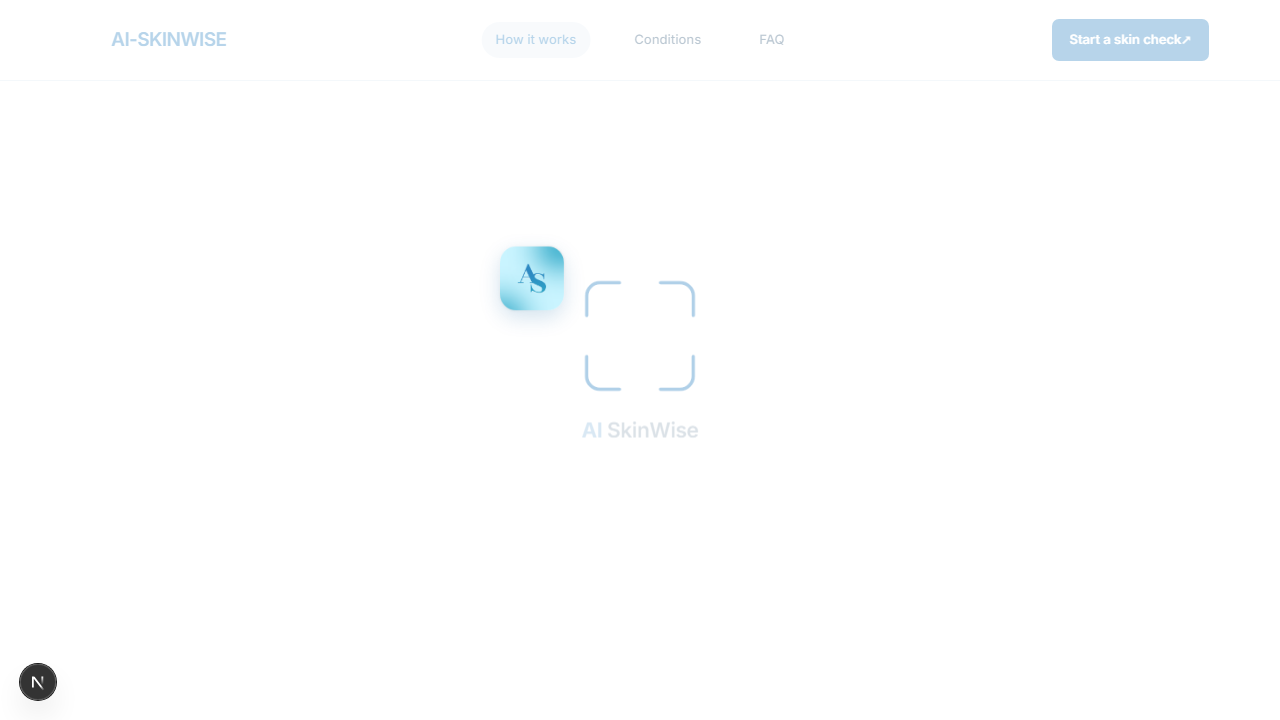 AI-SKINWISE
How it works
Conditions
FAQ
Start a skin check↗
AS
AI SkinWise
N